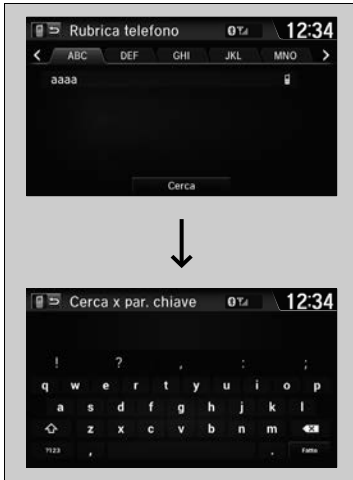 Rubrica telefono 12:34
ABC DEF GHI JKL MNO
aaaa
Cerca
Cerca x par. chiave 12:34
! ? , : ;
q w e r t y u i o p
a s d f g h j k l
z x c v b n m
?123 , . Fatto